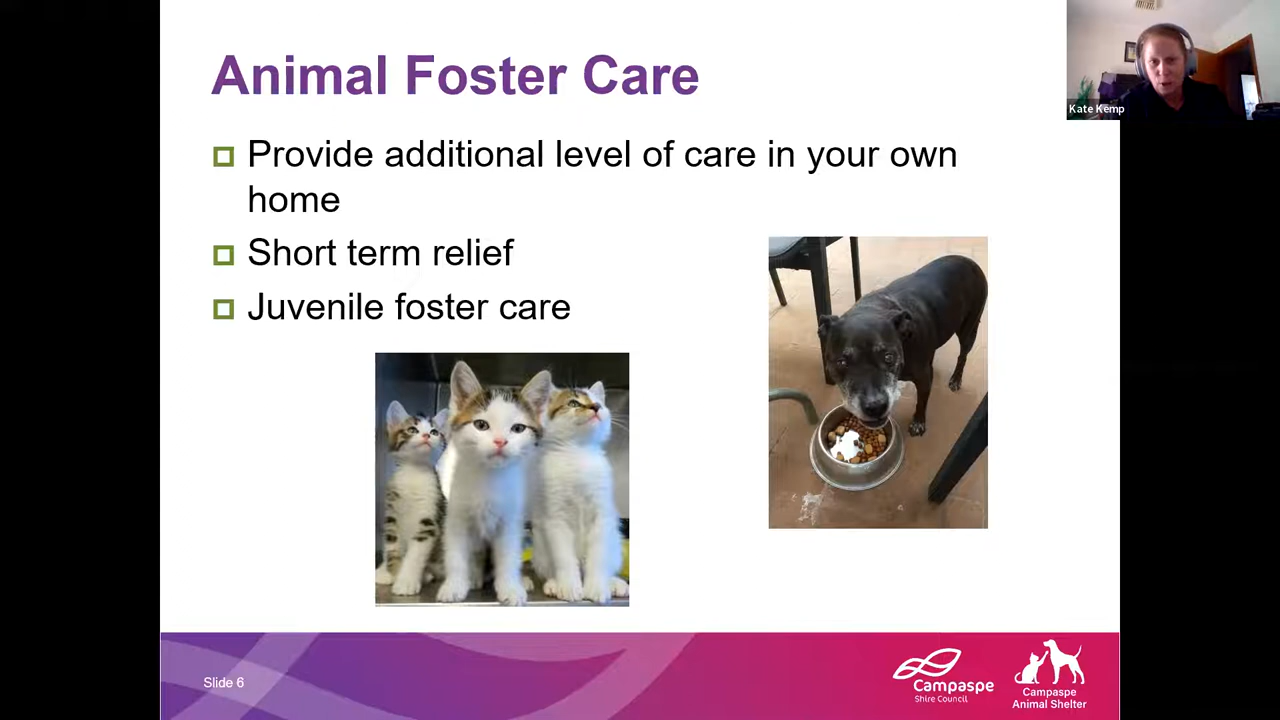 Animal Foster Care
Provide additional level of care in your own
home
Short term relief
Juvenile foster care
Kate Kemp
Slide 6
Campaspe
Shire Council
Campaspe
Animal Shelter